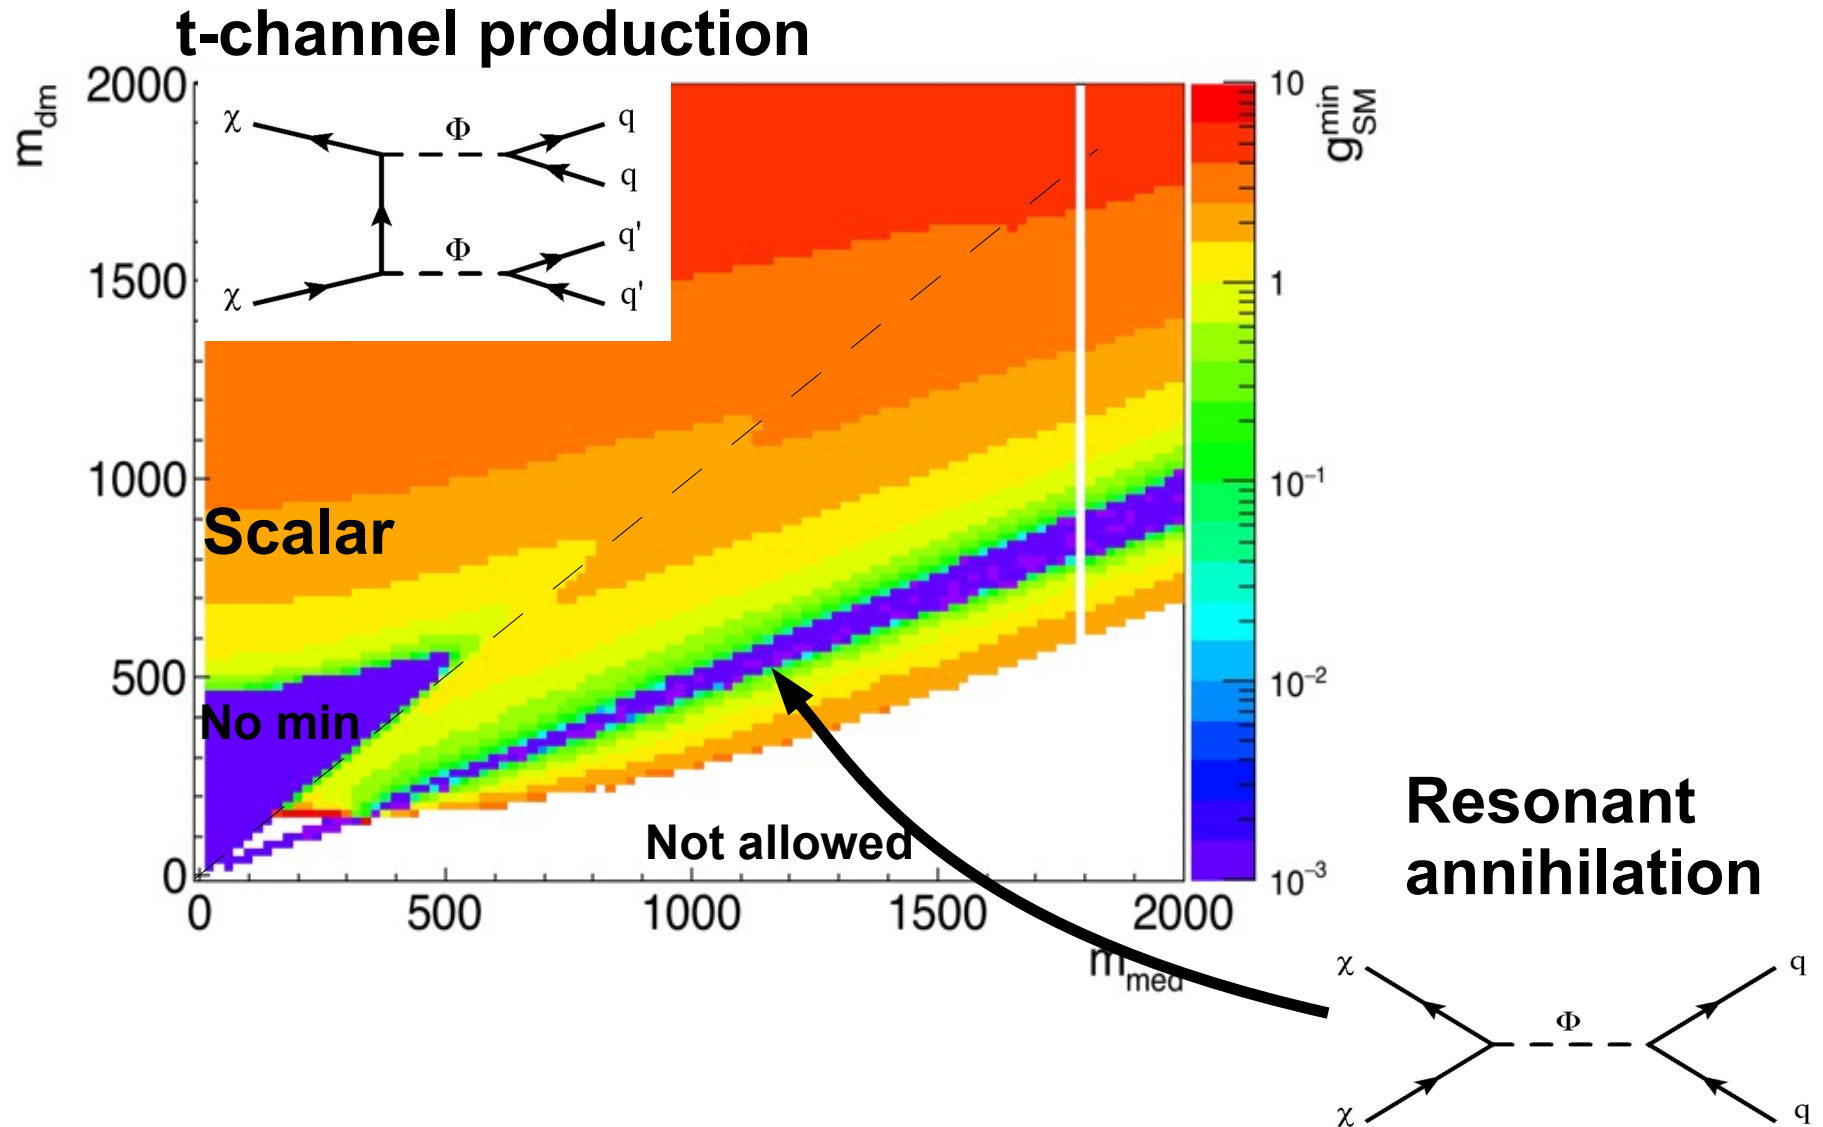 t-channel production
m_dm
2000
1500
1000
500
0
χ
Φ
q
q
χ
Φ
q'
q'
Scalar
No min
Not allowed
0
500
1000
1500
2000
m_med
10
1
10⁻¹
10⁻²
10⁻³
g_SM^min
Resonant
annihilation
χ
q
Φ
χ
q